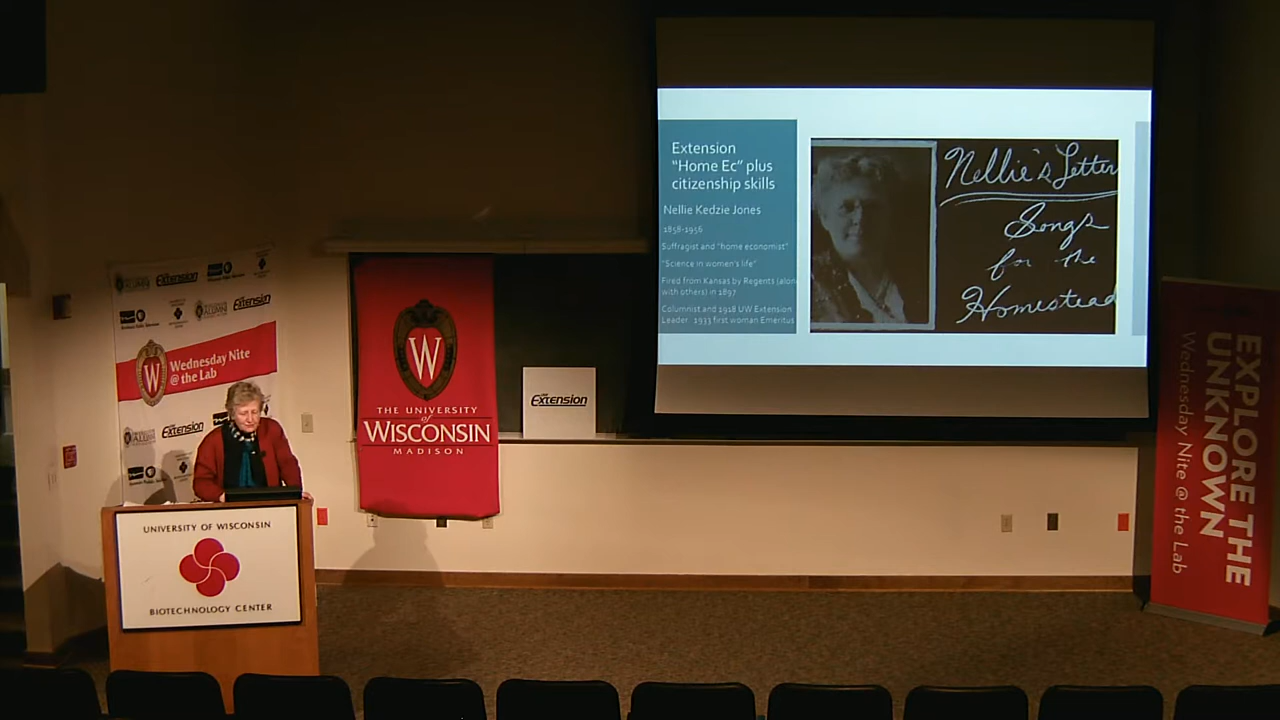 Extension
"Home Ec" plus
citizenship skills
Nellie Kedzie Jones
1858-1956
Suffragist and "home economist"
"Science in women's life"
Fired from Kansas by Regents (along
with others) in 1897
Columnist and 1918 UW Extension
Leader 1933 first woman Emeritus
Nellie's Letter
Songs
for the
Homestead
Extension
Extension
Wednesday Nite
@ the Lab
W
Extension
W
THE UNIVERSITY
of
WISCONSIN
MADISON
Extension
UNIVERSITY OF WISCONSIN
BIOTECHNOLOGY CENTER
EXPLORE THE
UNKNOWN
Wednesday Nite @ the Lab